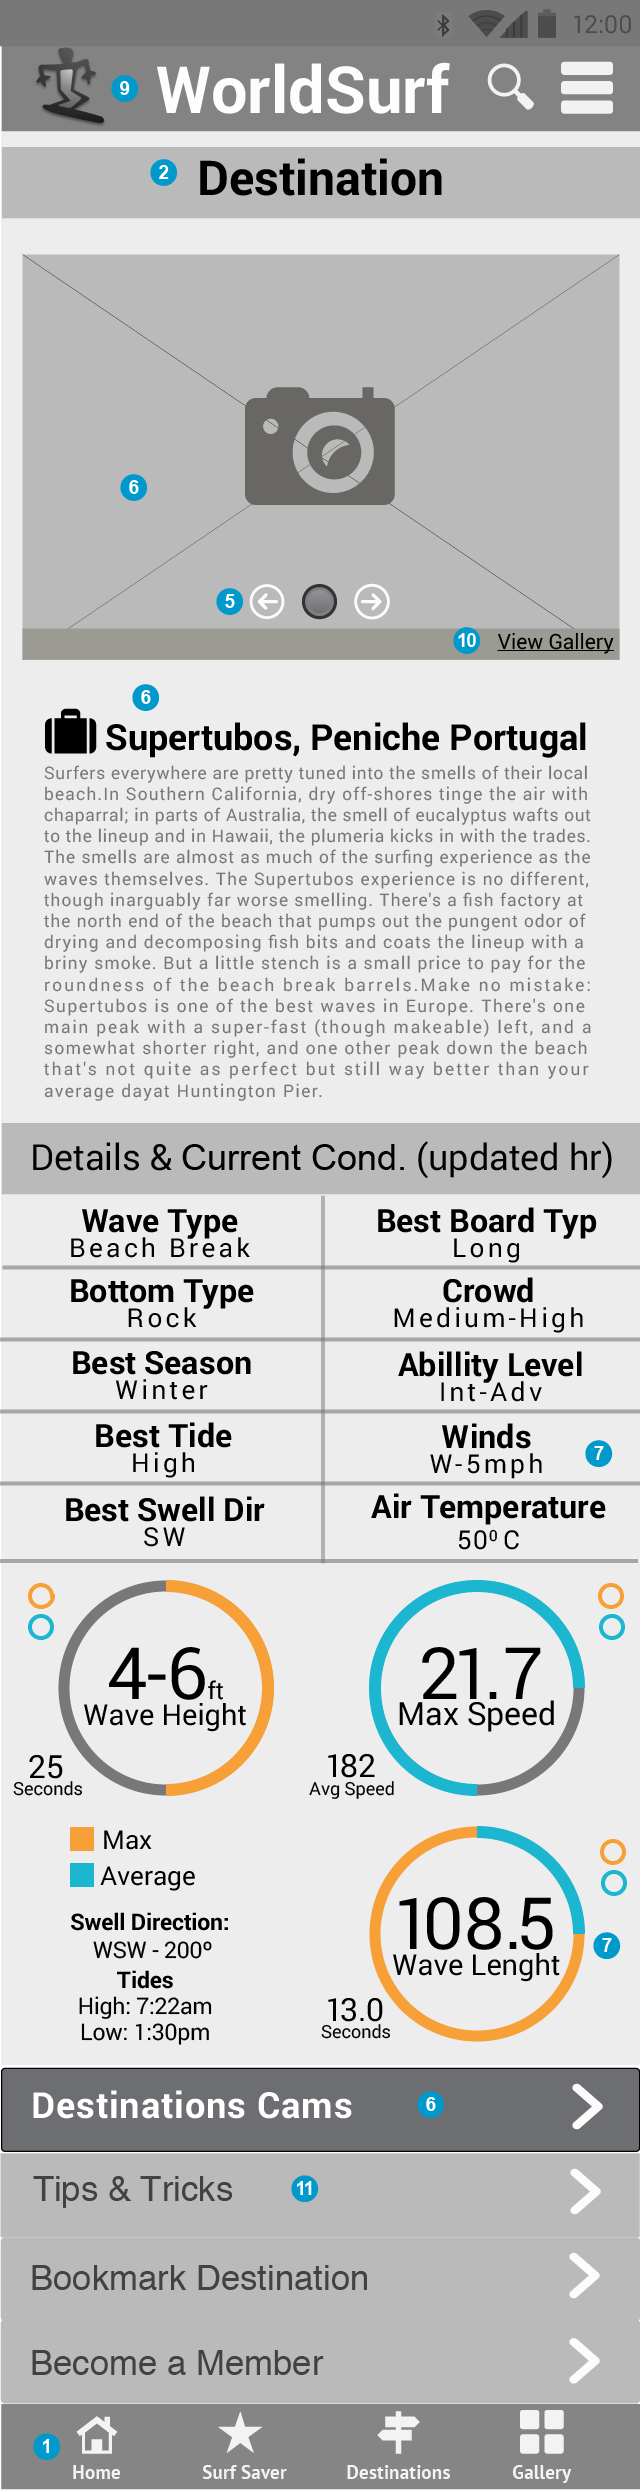 12:00
9 WorldSurf
2 Destination
6
5
10 View Gallery
6
Supertubos, Peniche Portugal
Surfers everywhere are pretty tuned into the smells of their local
beach.In Southern California, dry off-shores tinge the air with
chaparral; in parts of Australia, the smell of eucalyptus wafts out
to the lineup and in Hawaii, the plumeria kicks in with the trades.
The smells are almost as much of the surfing experience as the
waves themselves. The Supertubos experience is no different,
though inarguably far worse smelling. There's a fish factory at
the north end of the beach that pumps out the pungent odor of
drying and decomposing fish bits and coats the lineup with a
briny smoke. But a little stench is a small price to pay for the
roundness of the beach break barrels.Make no mistake:
Supertubos is one of the best waves in Europe. There's one
main peak with a super-fast (though makeable) left, and a
somewhat shorter right, and one other peak down the beach
that's not quite as perfect but still way better than your
average dayat Huntington Pier.
Details & Current Cond. (updated hr)
Wave Type
Beach Break
Best Board Typ
Long
Bottom Type
Rock
Crowd
Medium-High
Best Season
Winter
Abillity Level
Int-Adv
Best Tide
High
Winds
W-5mph
7
Best Swell Dir
SW
Air Temperature
50⁰ C
4-6ft
Wave Height
25
Seconds
21.7
Max Speed
182
Avg Speed
Max
Average
Swell Direction:
WSW - 200º
Tides
High: 7:22am
Low: 1:30pm
108.5
Wave Lenght
7
13.0
Seconds
Destinations Cams 6
Tips & Tricks 11
Bookmark Destination
Become a Member
1
Home Surf Saver Destinations Gallery